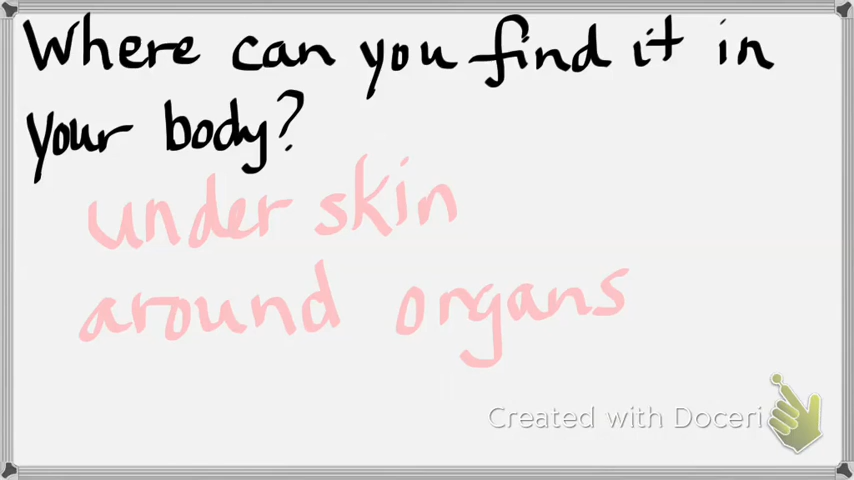 Where can you find it in
your body?
under skin
around organs
Created with Doceri